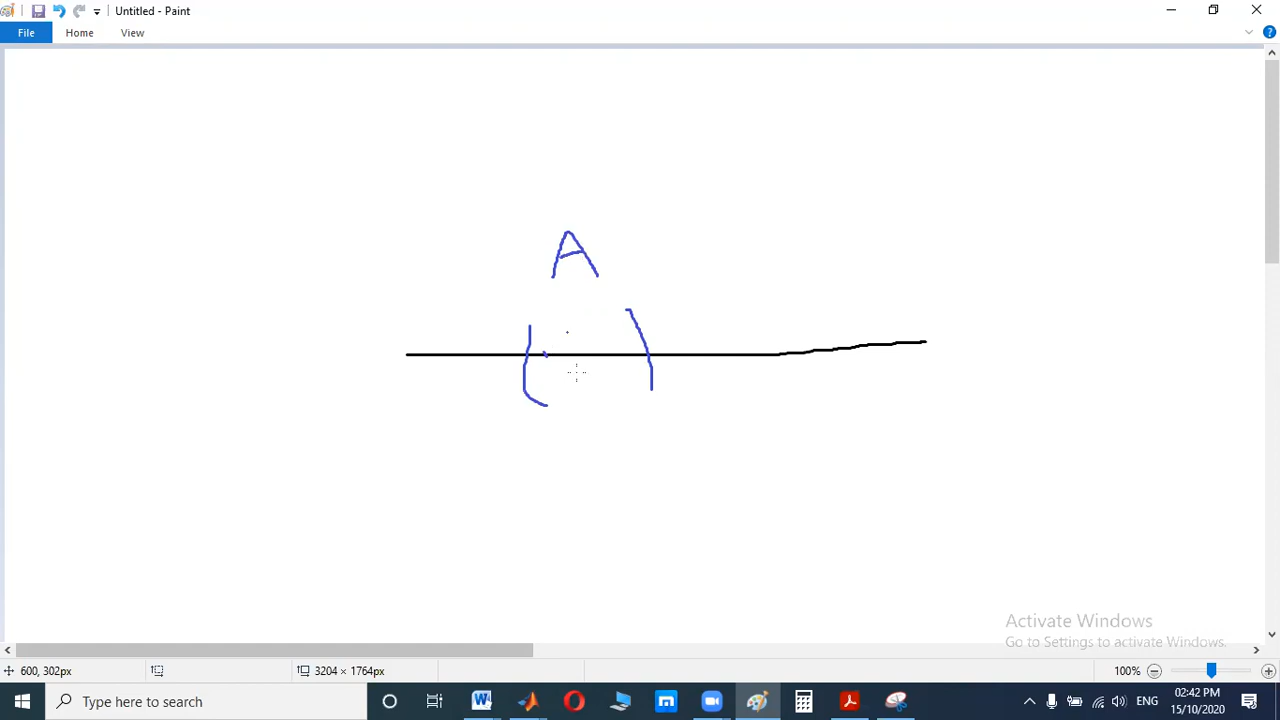 Untitled - Paint
File Home View
A
( )
Activate Windows
Go to Settings to activate Windows.
600, 302px
3204 × 1764px
100%
Type here to search
ENG
02:42 PM
15/10/2020